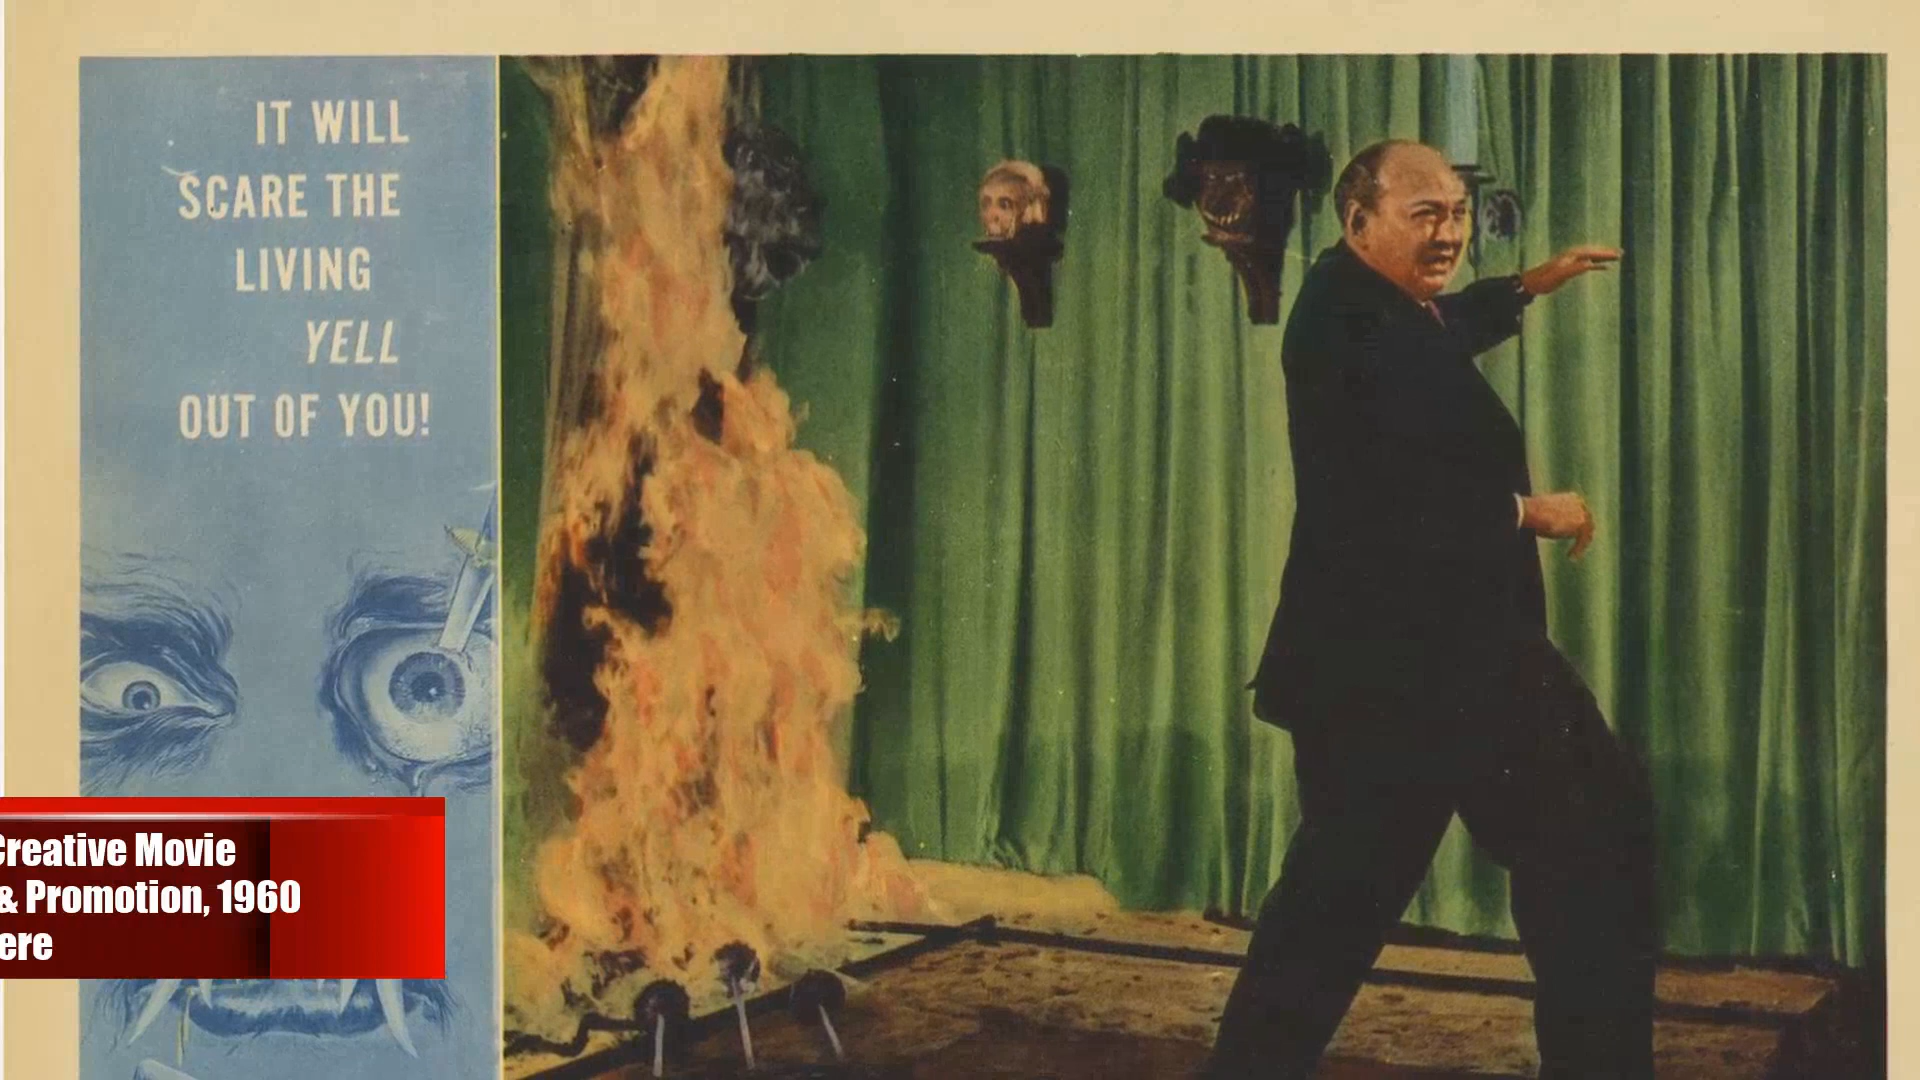 IT WILL
SCARE THE
LIVING
YELL
OUT OF YOU!
Creative Movie
& Promotion, 1960
ere